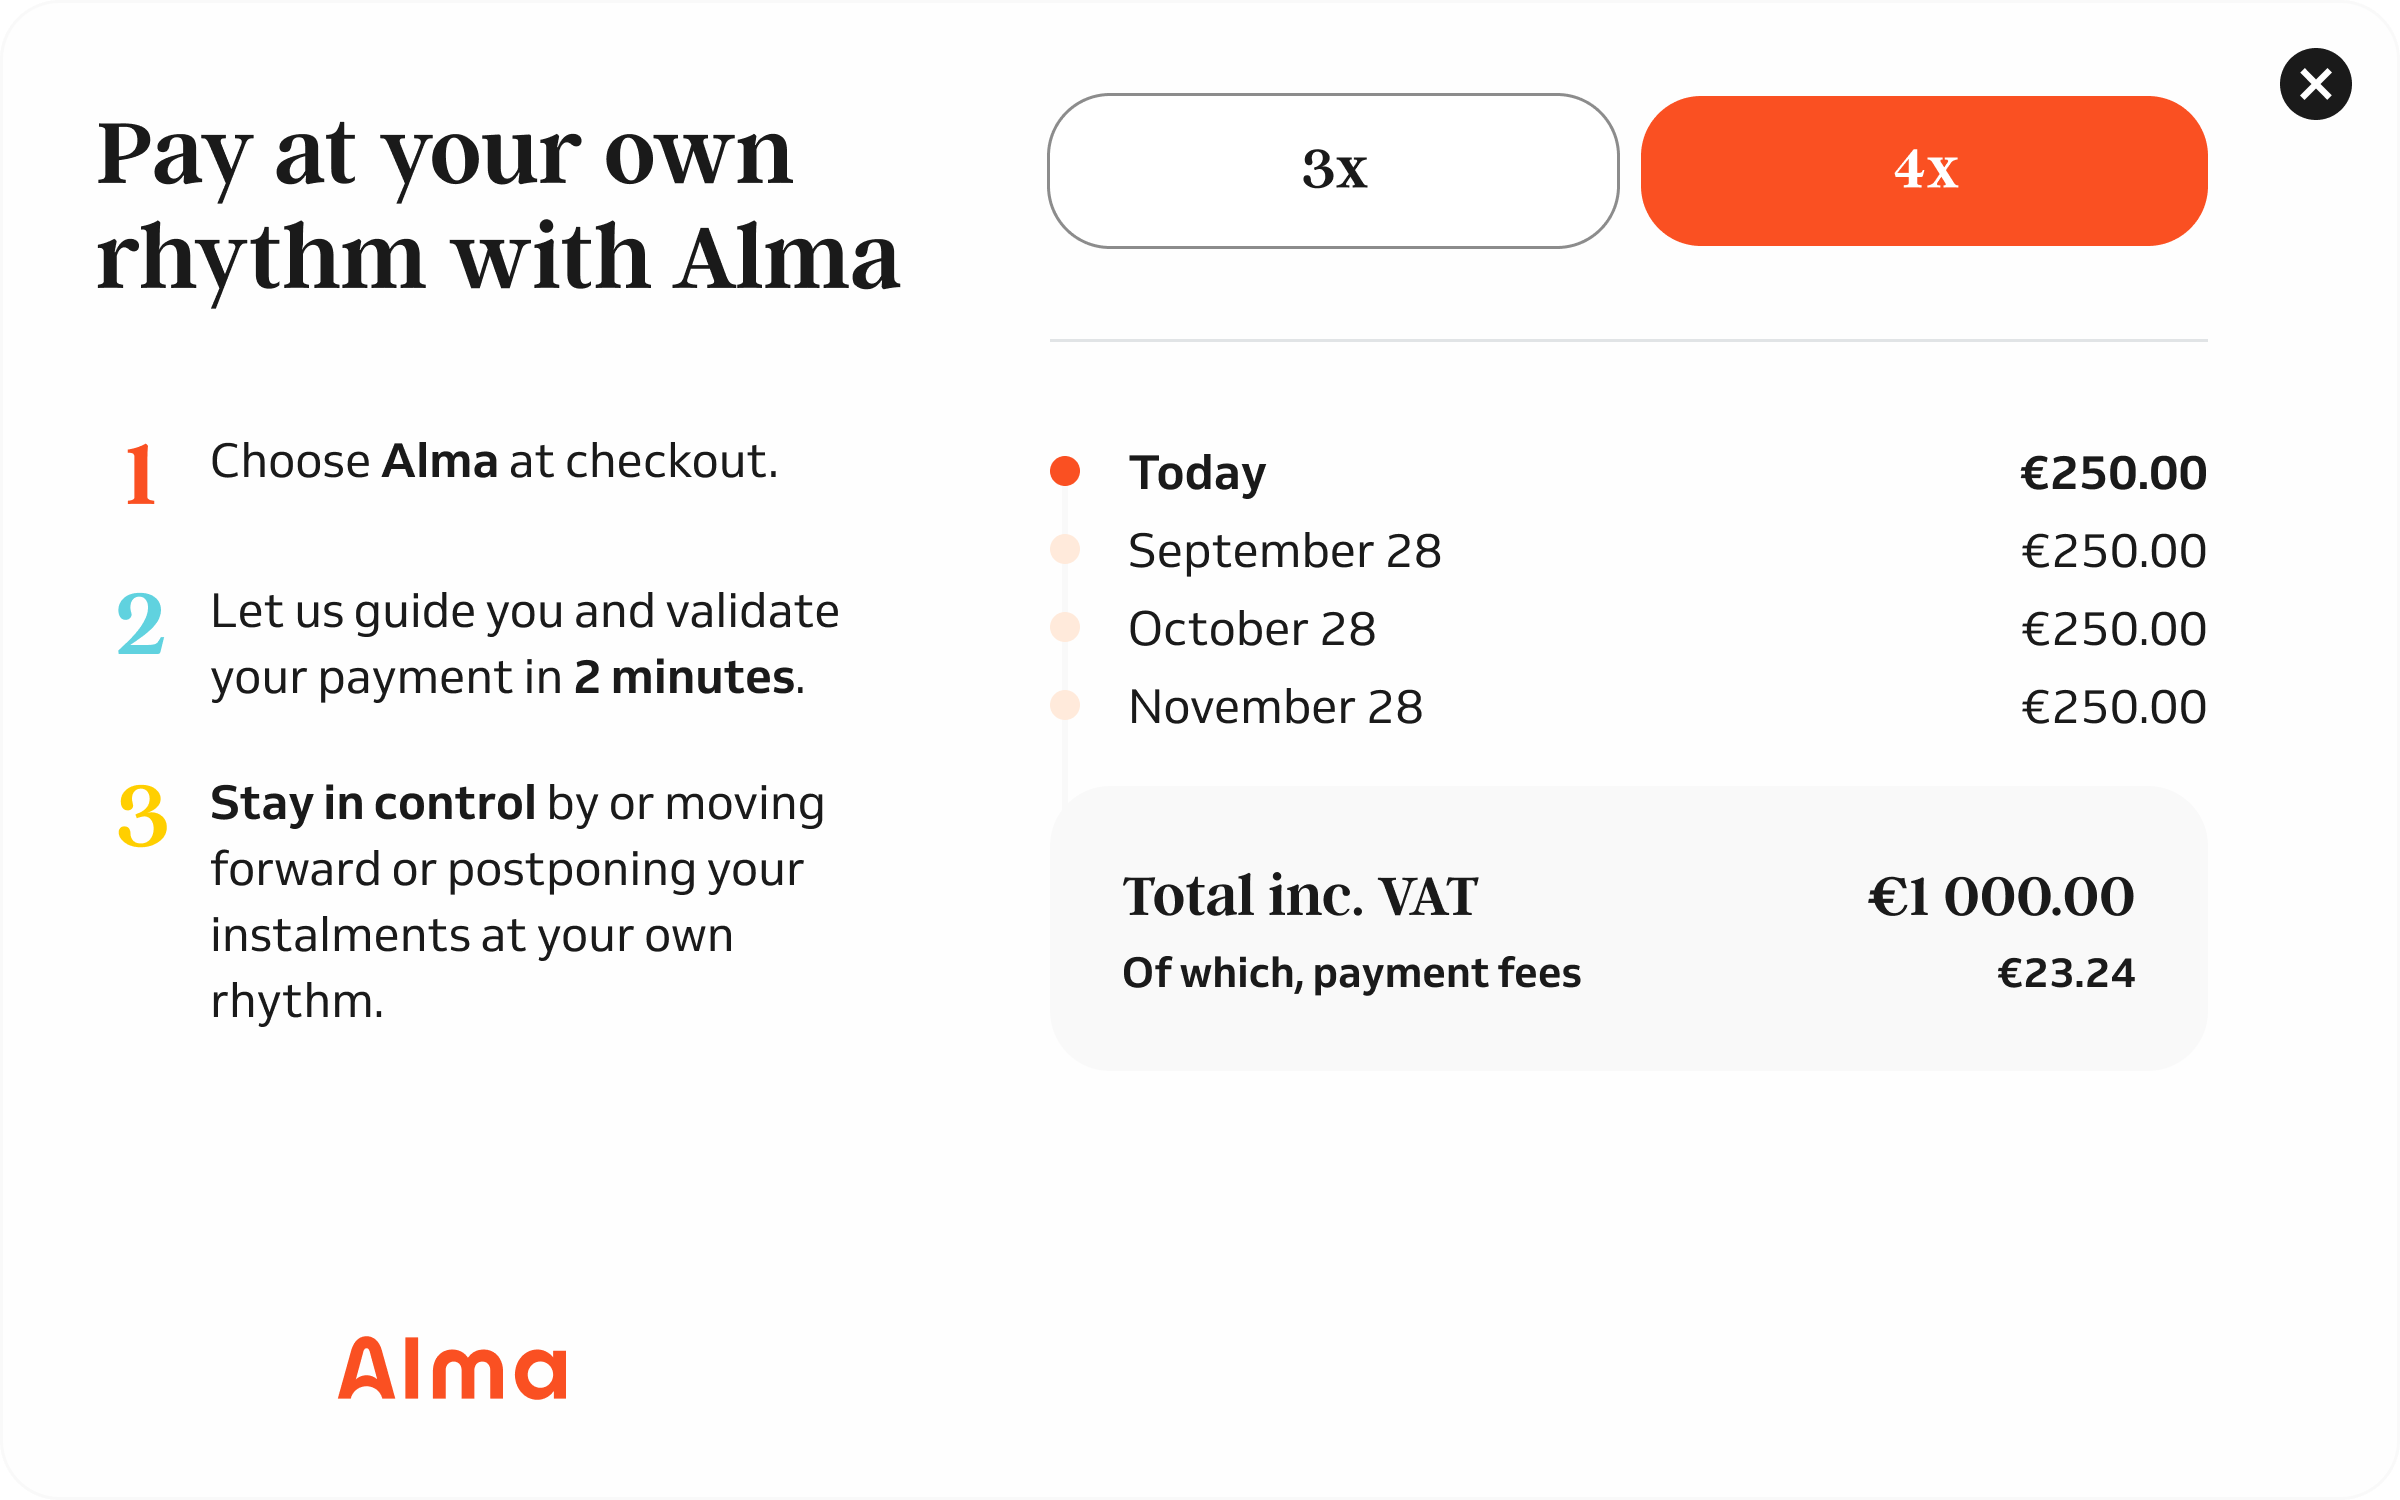 Pay at your own
rhythm with Alma
1
Choose Alma at checkout.
2
Let us guide you and validate
your payment in 2 minutes.
3
Stay in control by or moving
forward or postponing your
instalments at your own
rhythm.
Alma
3x
4x
Today €250.00
September 28 €250.00
October 28 €250.00
November 28 €250.00
Total inc. VAT €1 000.00
Of which, payment fees €23.24